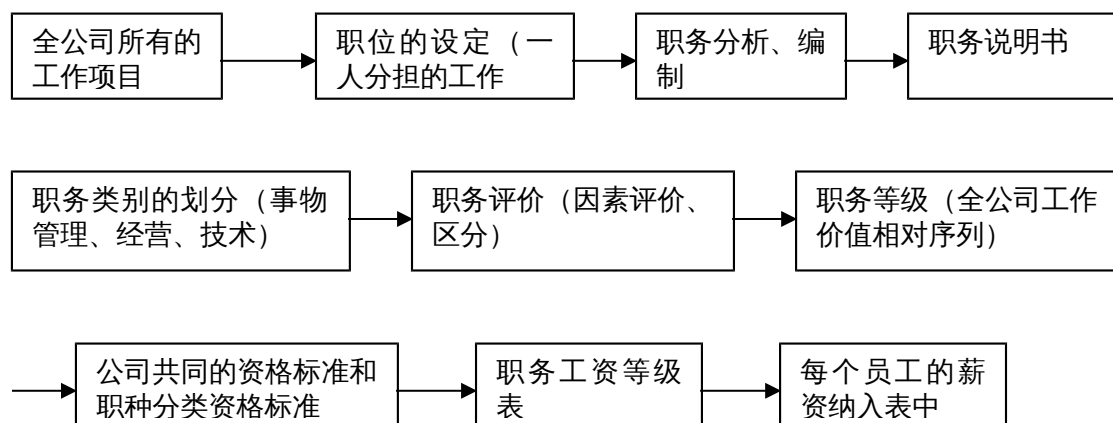 全公司所有的
工作项目
职位的设定（一
人分担的工作
职务分析、编
制
职务说明书
职务类别的划分（事物
管理、经营、技术）
职务评价（因素评价、
区分）
职务等级（全公司工作
价值相对序列）
公司共同的资格标准和
职种分类资格标准
职务工资等级
表
每个员工的薪
资纳入表中